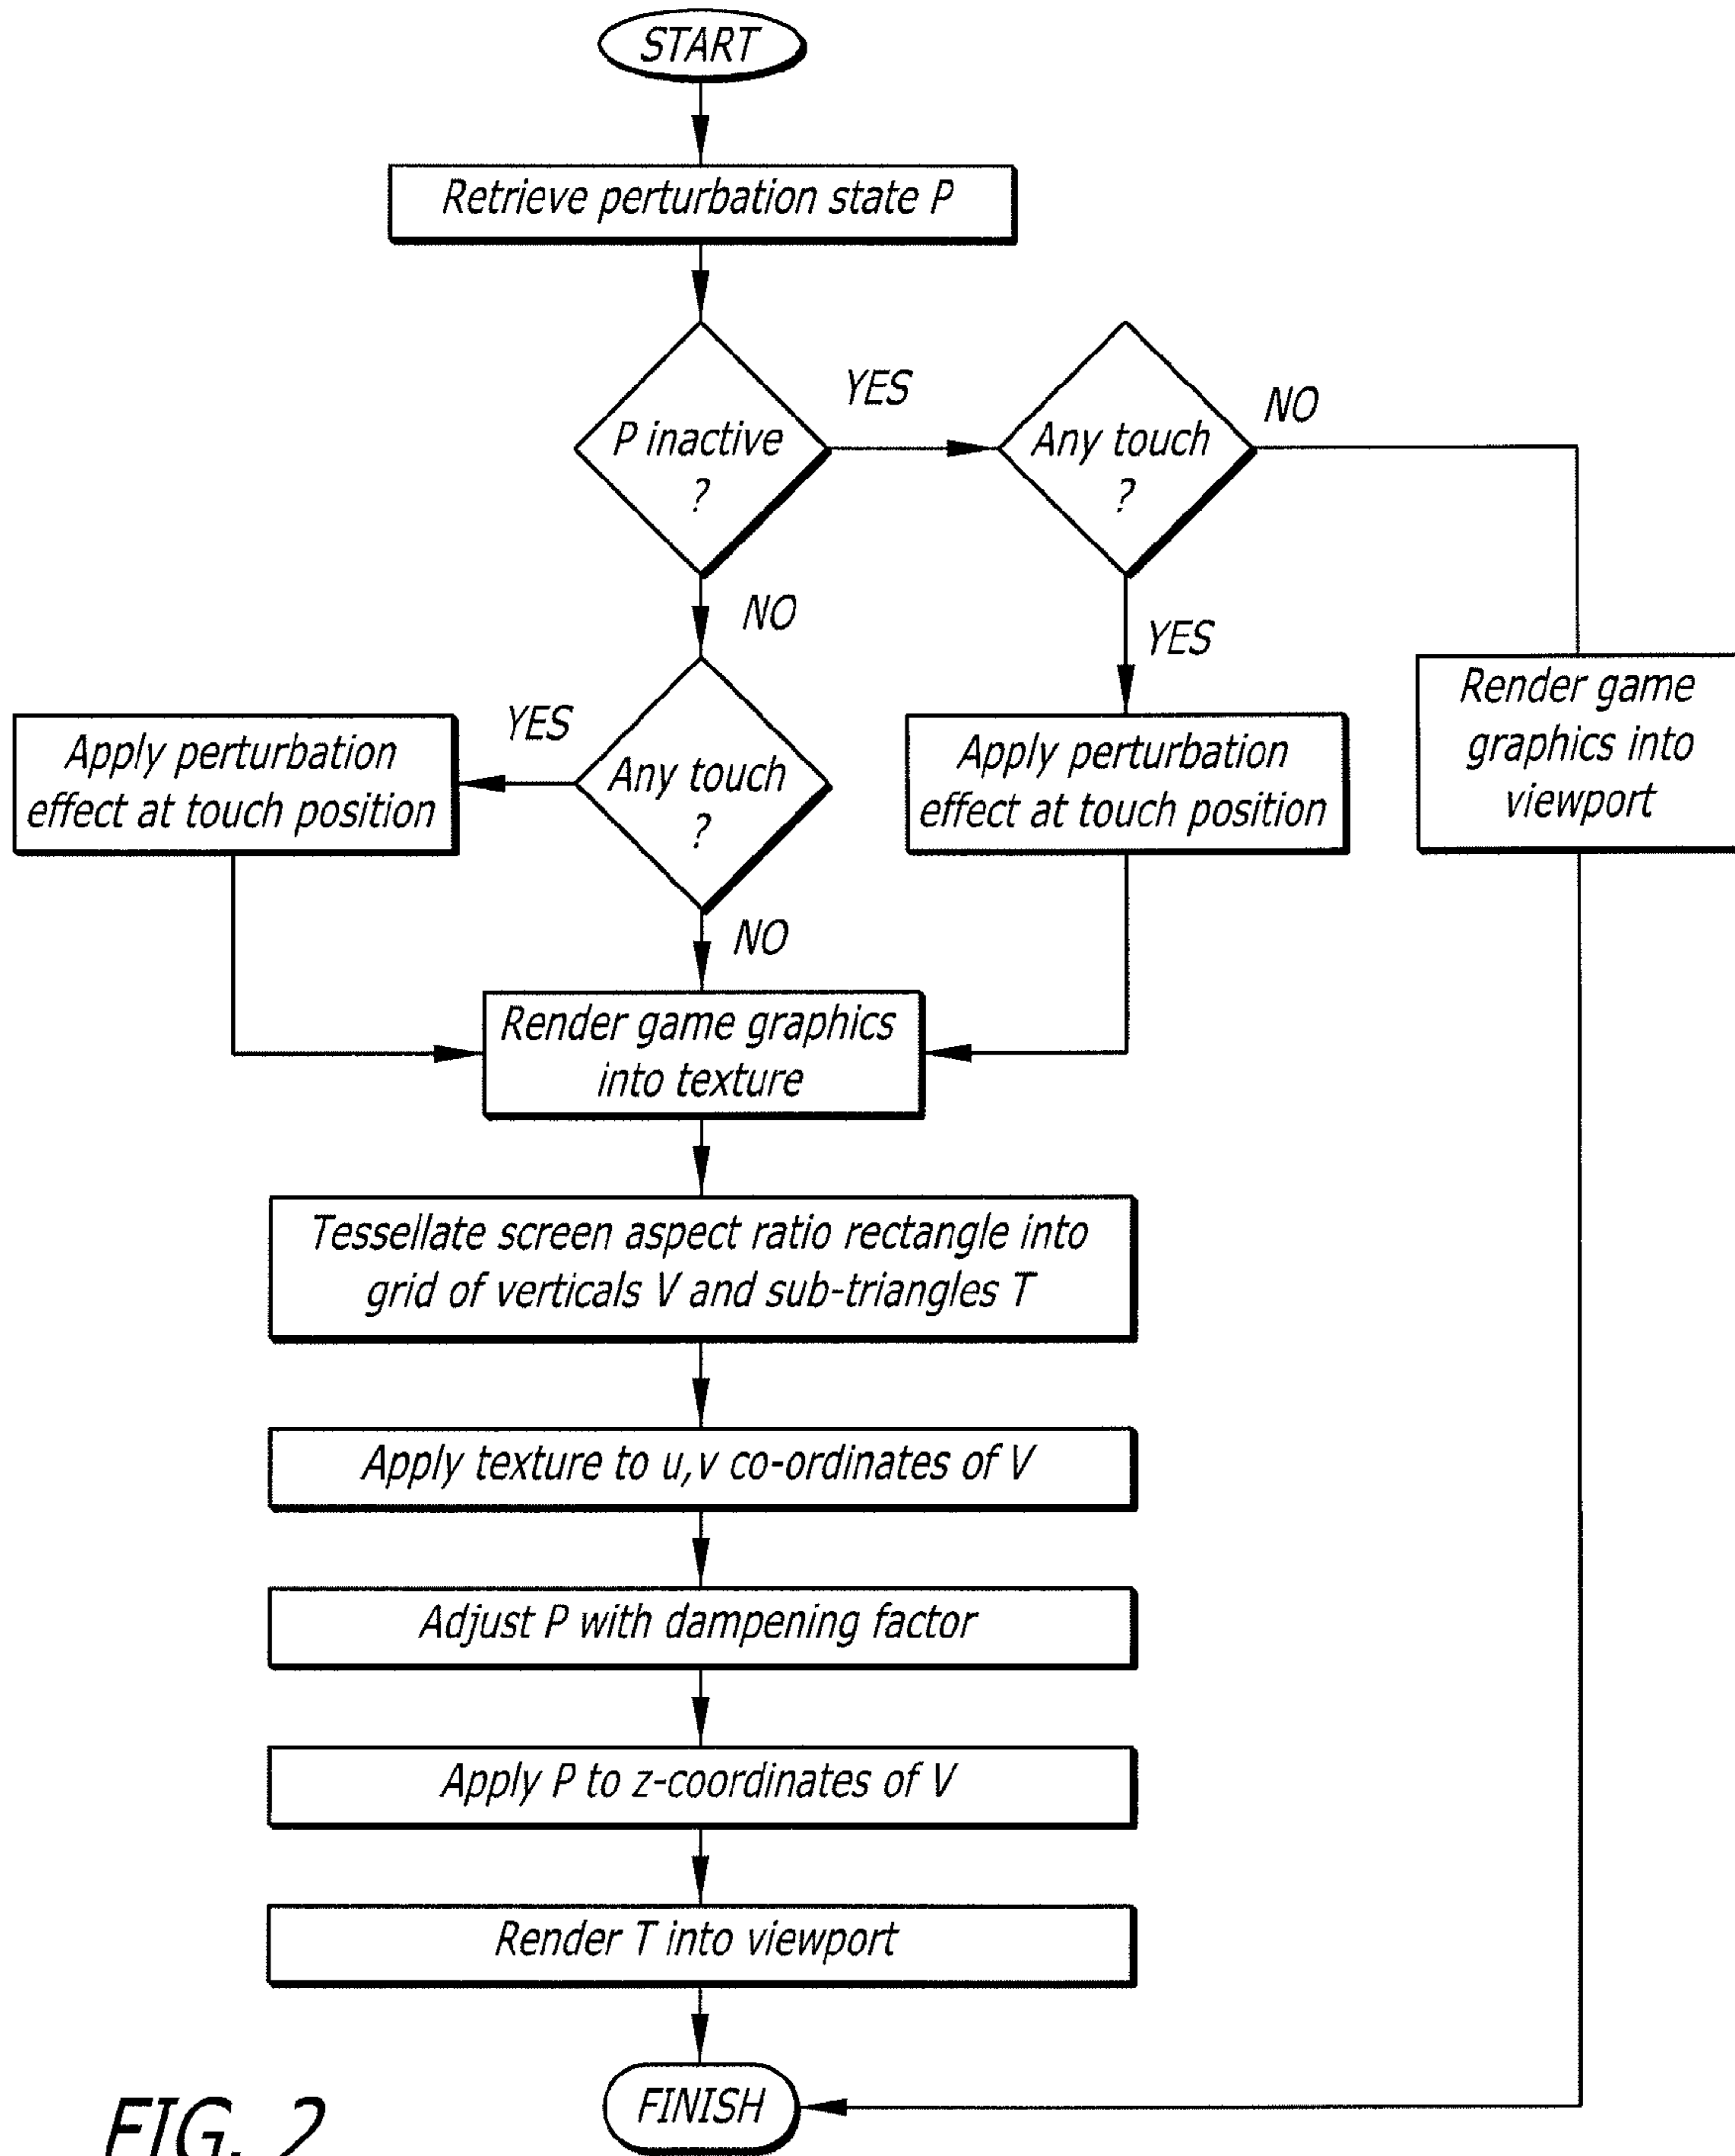 START
Retrieve perturbation state P
P inactive
?
YES
Any touch
?
NO
NO
YES
Render game
graphics into
viewport
Apply perturbation
effect at touch position
YES
Any touch
?
Apply perturbation
effect at touch position
NO
Render game graphics
into texture
Tessellate screen aspect ratio rectangle into
grid of verticals V and sub-triangles T
Apply texture to u,v co-ordinates of V
Adjust P with dampening factor
Apply P to z-coordinates of V
Render T into viewport
FINISH
FIG. 2